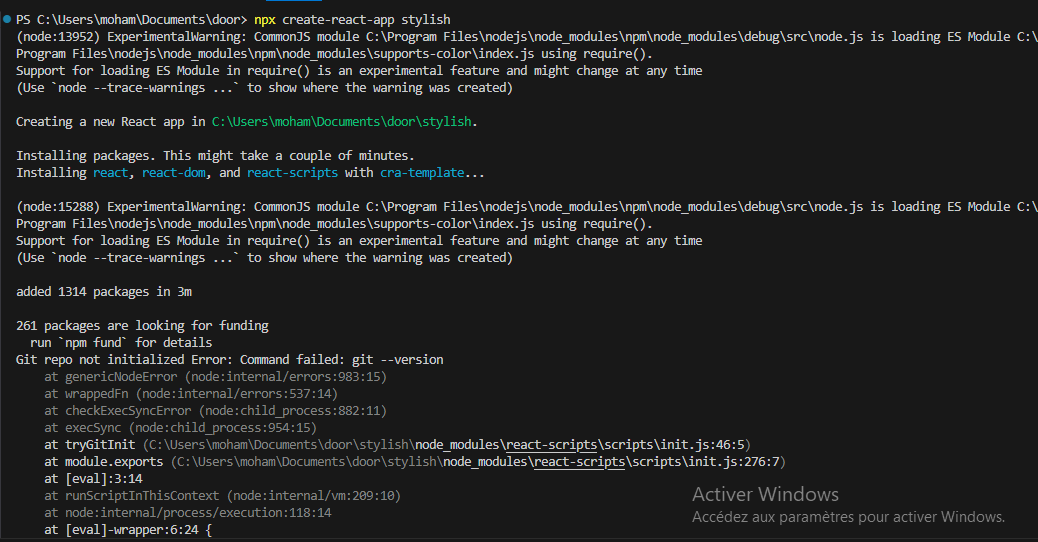 PS C:\Users\moham\Documents\door> npx create-react-app stylish
(node:13952) ExperimentalWarning: CommonJS module C:\Program Files\nodejs\node_modules\npm\node_modules\debug\src\node.js is loading ES Module C:\
Program Files\nodejs\node_modules\npm\node_modules\supports-color\index.js using require().
Support for loading ES Module in require() is an experimental feature and might change at any time
(Use `node --trace-warnings ...` to show where the warning was created)
Creating a new React app in C:\Users\moham\Documents\door\stylish.
Installing packages. This might take a couple of minutes.
Installing react, react-dom, and react-scripts with cra-template...
(node:15288) ExperimentalWarning: CommonJS module C:\Program Files\nodejs\node_modules\npm\node_modules\debug\src\node.js is loading ES Module C:\
Program Files\nodejs\node_modules\npm\node_modules\supports-color\index.js using require().
Support for loading ES Module in require() is an experimental feature and might change at any time
(Use `node --trace-warnings ...` to show where the warning was created)
added 1314 packages in 3m
261 packages are looking for funding
run `npm fund` for details
Git repo not initialized Error: Command failed: git --version
at genericNodeError (node:internal/errors:983:15)
at wrappedFn (node:internal/errors:537:14)
at checkExecSyncError (node:child_process:882:11)
at execSync (node:child_process:954:15)
at tryGitInit (C:\Users\moham\Documents\door\stylish\node_modules\react-scripts\scripts\init.js:46:5)
at module.exports (C:\Users\moham\Documents\door\stylish\node_modules\react-scripts\scripts\init.js:276:7)
at [eval]:3:14
at runScriptInThisContext (node:internal/vm:209:10)
at node:internal/process/execution:118:14
at [eval]-wrapper:6:24 {
Activer Windows
Accédez aux paramètres pour activer Windows.